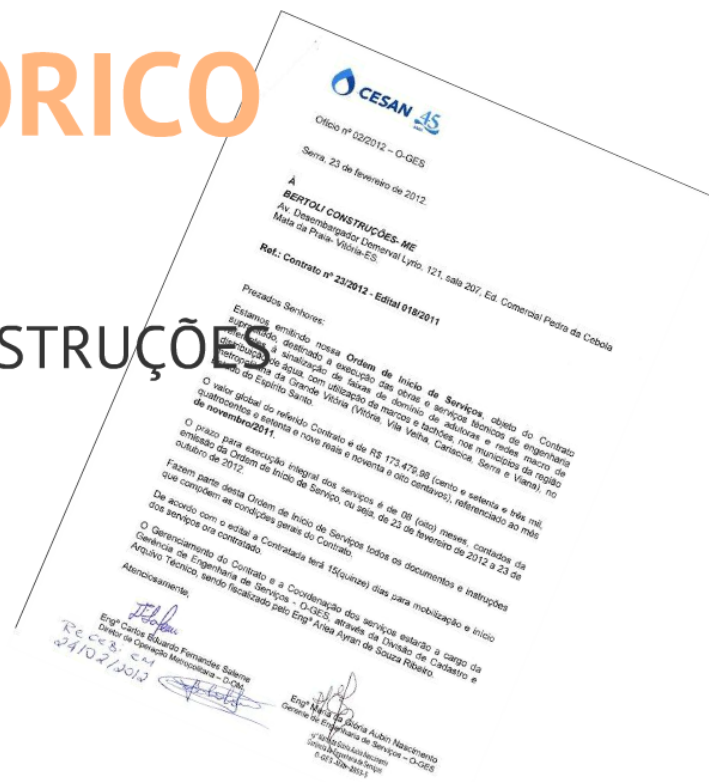 ORICO
STRUÇÕES
CESAN 45
Ofício nº 02/2012 – O-GES
Serra, 23 de fevereiro de 2012.
À
BERTOLI CONSTRUÇÕES- ME
Av. Desembargador Demerval Lyrio, 121, sala 207, Ed. Comercial Pedra da Cebola
Mata da Praia- Vitória-ES.
Ref.: Contrato nº 23/2012 - Edital 018/2011
Prezados Senhores:
Estamos emitindo nossa Ordem de Início de Serviços, objeto do Contrato
supracitado, destinado a execução das obras e serviços técnicos de engenharia
referentes à sinalização de faixas de domínio de adutoras e redes macro de
distribuição de água, com utilização de marcos e tachões, nos municípios da região
metropolitana da Grande Vitória (Vitória, Vila Velha, Cariacica, Serra e Viana), no
Estado do Espírito Santo.
O valor global do referido Contrato é de R$ 173.479,98 (cento e setenta e três mil,
quatrocentos e setenta e nove reais e noventa e oito centavos), referenciado ao mês
de novembro/2011.
O prazo para execução integral dos serviços é de 08 (oito) meses, contados da
emissão da Ordem de Início de Serviço, ou seja, de 23 de fevereiro de 2012 a 23 de
outubro de 2012.
Fazem parte desta Ordem de Início de Serviços todos os documentos e instruções
que compõem as condições gerais do Contrato.
De acordo com o edital a Contratada terá 15(quinze) dias para mobilização e início
dos serviços ora contratado.
O Gerenciamento do Contrato e a Coordenação dos serviços estarão a cargo da
Gerência de Engenharia de Serviços - O-GES, através da Divisão de Cadastro e
Arquivo Técnico, sendo fiscalizado pelo Engº Arlea Ayran de Souza Ribeiro.
Atenciosamente,
Engº Carlos Eduardo Fernandes Saleme
Diretor de Operação Metropolitana – D-OM
Recebi em
24/02/2012
Engª Maria da Glória Aubin Nascimento
Gerente de Engenharia de Serviços – O-GES